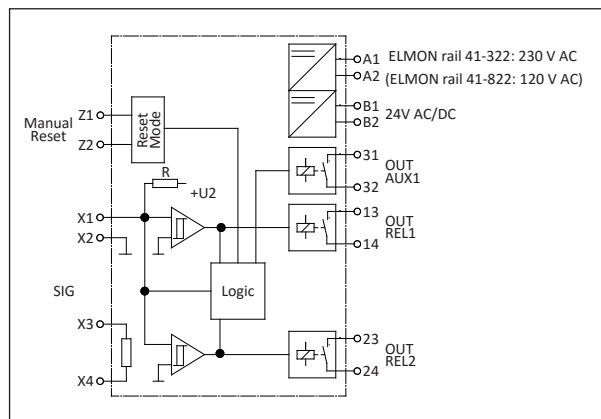 A1 ELMON rail 41-322: 230 V AC
A2 (ELMON rail 41-822: 120 V AC)
B1
B2
24V AC/DC
Manual
Reset
Z1
Z2
Reset
Mode
31
32
OUT
AUX1
R
+U2
X1
X2
13
14
OUT
REL1
Logic
SIG
X3
X4
23
24
OUT
REL2